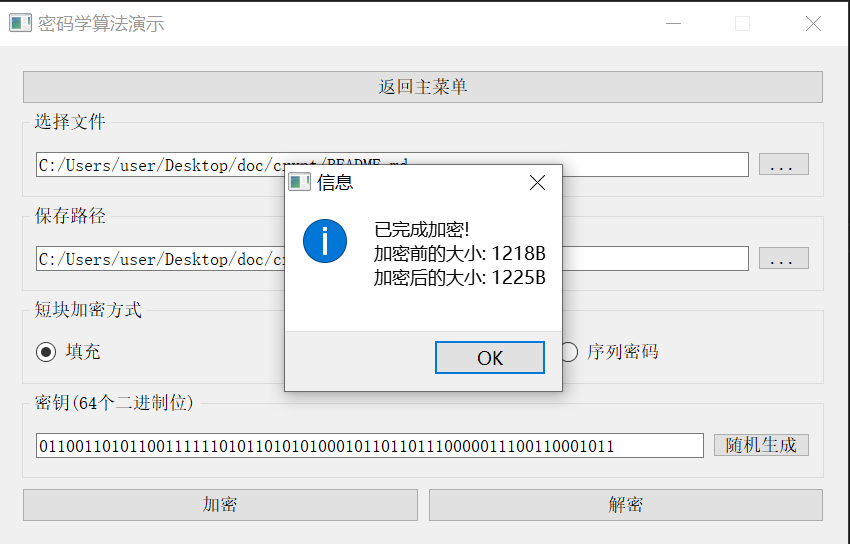 密码学算法演示
返回主菜单
选择文件
C:/Users/user/Desktop/doc/crypt/README.md
...
信息
保存路径
C:/Users/user/Desktop/doc/
...
已完成加密!
加密前的大小: 1218B
加密后的大小: 1225B
短块加密方式
填充
序列密码
OK
密钥(64个二进制位)
0110011010110011111101011010101000101101101110000011100110001011
随机生成
加密
解密